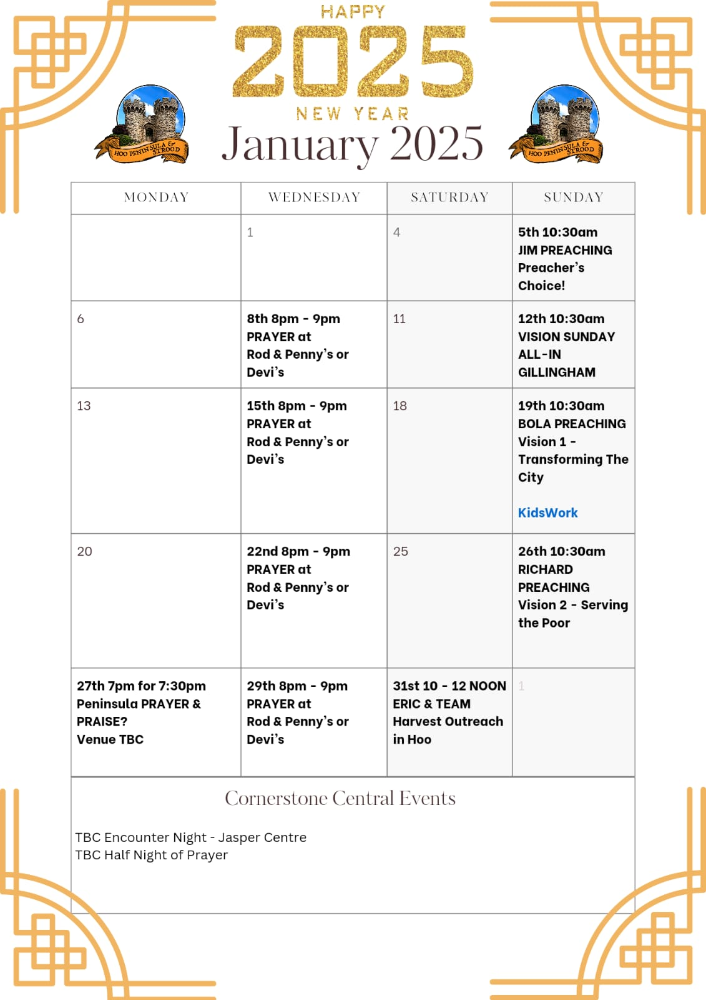 HAPPY
2025
NEW YEAR
HOO PENINSULA &
STROOD
January 2025
HOO PENINSULA &
STROOD
MONDAY
WEDNESDAY
SATURDAY
SUNDAY
1
4
5th 10:30am
JIM PREACHING
Preacher’s
Choice!
6
8th 8pm - 9pm
PRAYER at
Rod & Penny’s or
Devi’s
11
12th 10:30am
VISION SUNDAY
ALL-IN
GILLINGHAM
13
15th 8pm - 9pm
PRAYER at
Rod & Penny’s or
Devi’s
18
19th 10:30am
BOLA PREACHING
Vision 1 -
Transforming The
City
KidsWork
20
22nd 8pm - 9pm
PRAYER at
Rod & Penny’s or
Devi’s
25
26th 10:30am
RICHARD
PREACHING
Vision 2 - Serving
the Poor
27th 7pm for 7:30pm
Peninsula PRAYER &
PRAISE?
Venue TBC
29th 8pm - 9pm
PRAYER at
Rod & Penny’s or
Devi’s
31st 10 - 12 NOON
ERIC & TEAM
Harvest Outreach
in Hoo
1
Cornerstone Central Events
TBC Encounter Night - Jasper Centre
TBC Half Night of Prayer